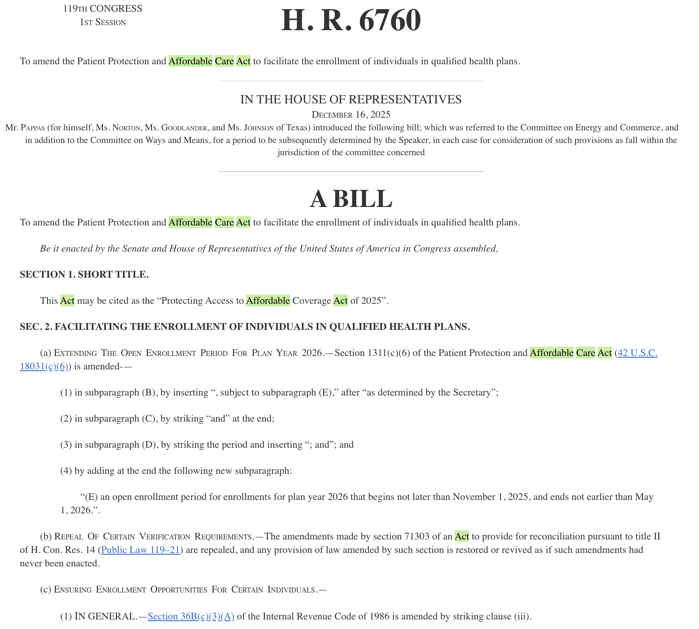 119TH CONGRESS
1ST SESSION
H. R. 6760
To amend the Patient Protection and Affordable Care Act to facilitate the enrollment of individuals in qualified health plans.
IN THE HOUSE OF REPRESENTATIVES
DECEMBER 16, 2025
Mr. PAPPAS (for himself, Ms. NORTON, Ms. GOODLANDER, and Ms. JOHNSON of Texas) introduced the following bill; which was referred to the Committee on Energy and Commerce, and
in addition to the Committee on Ways and Means, for a period to be subsequently determined by the Speaker, in each case for consideration of such provisions as fall within the
jurisdiction of the committee concerned
A BILL
To amend the Patient Protection and Affordable Care Act to facilitate the enrollment of individuals in qualified health plans.
Be it enacted by the Senate and House of Representatives of the United States of America in Congress assembled,
SECTION 1. SHORT TITLE.
This Act may be cited as the “Protecting Access to Affordable Coverage Act of 2025”.
SEC. 2. FACILITATING THE ENROLLMENT OF INDIVIDUALS IN QUALIFIED HEALTH PLANS.
(a) EXTENDING THE OPEN ENROLLMENT PERIOD FOR PLAN YEAR 2026.—Section 1311(c)(6) of the Patient Protection and Affordable Care Act (42 U.S.C.
18031(c)(6)) is amended-—
(1) in subparagraph (B), by inserting “, subject to subparagraph (E),” after “as determined by the Secretary”;
(2) in subparagraph (C), by striking “and” at the end;
(3) in subparagraph (D), by striking the period and inserting “; and”; and
(4) by adding at the end the following new subparagraph:
“(E) an open enrollment period for enrollments for plan year 2026 that begins not later than November 1, 2025, and ends not earlier than May
1, 2026.”.
(b) REPEAL OF CERTAIN VERIFICATION REQUIREMENTS.—The amendments made by section 71303 of an Act to provide for reconciliation pursuant to title II
of H. Con. Res. 14 (Public Law 119–21) are repealed, and any provision of law amended by such section is restored or revived as if such amendments had
never been enacted.
(c) ENSURING ENROLLMENT OPPORTUNITIES FOR CERTAIN INDIVIDUALS.—
(1) IN GENERAL.—Section 36B(c)(3)(A) of the Internal Revenue Code of 1986 is amended by striking clause (iii).